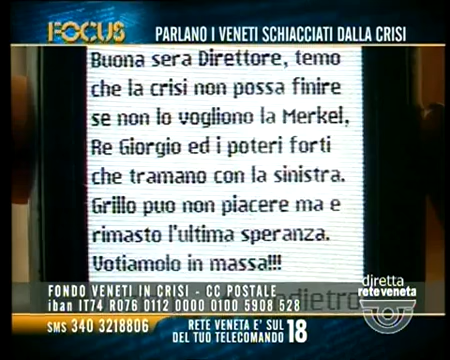 FOCUS
PARLANO I VENETI SCHIACCIATI DALLA CRISI
Buona sera Direttore, temo
che la crisi non possa finire
se non lo vogliono la Merkel,
Re Giorgio ed i poteri forti
che tramano con la sinistra.
Grillo puo non piacere ma e
rimasto l'ultima speranza.
Votiamolo in massa!!!
Indietro
FONDO VENETI IN CRISI - CC POSTALE
iban IT74 R076 0112 0000 0100 5908 528
diretta
reteveneta
SMS 340 3218806
RETE VENETA E' SUL 18
DEL TUO TELECOMANDO